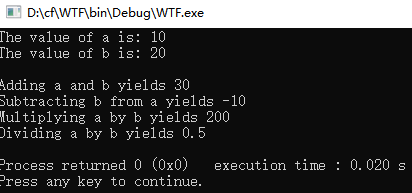 D:\cf\WTF\bin\Debug\WTF.exe
The value of a is: 10
The value of b is: 20
Adding a and b yields 30
Subtracting b from a yields -10
Multiplying a by b yields 200
Dividing a by b yields 0.5
Process returned 0 (0x0)   execution time : 0.020 s
Press any key to continue.